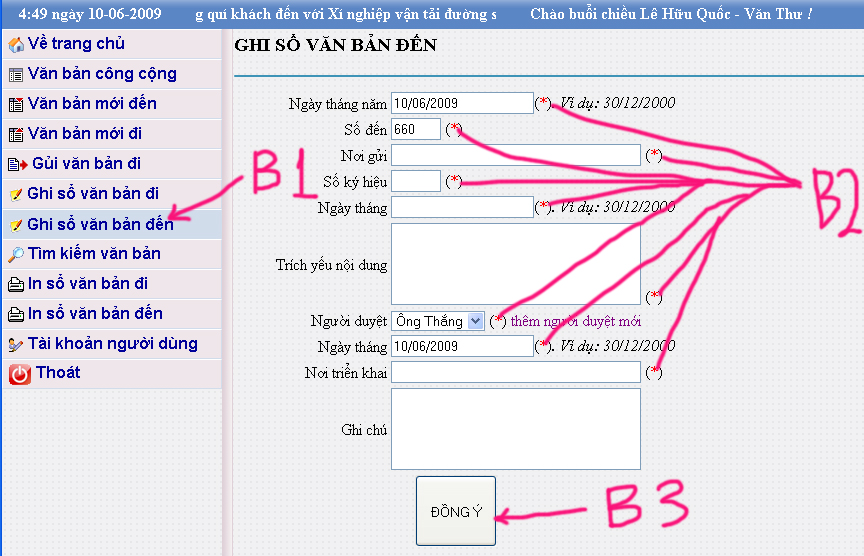 4:49 ngày 10-06-2009 g quí khách đến với Xí nghiệp vận tải đường s Chào buổi chiều Lê Hữu Quốc - Văn Thư !
Về trang chủ
Văn bản công cộng
Văn bản mới đến
Văn bản mới đi
Gủi văn bản đi
Ghi sổ văn bản đi
Ghi sổ văn bản đến
Tìm kiếm văn bản
In sổ văn bản đi
In sổ văn bản đến
Tài khoản người dùng
Thoát
B1
GHI SỔ VĂN BẢN ĐẾN
Ngày tháng năm 10/06/2009 (*). Ví dụ: 30/12/2000
Số đến 660 (*)
Nơi gửi (*)
Số ký hiệu (*)
Ngày tháng (*). Ví dụ: 30/12/2000
Trích yếu nội dung (*)
Người duyệt Ông Thắng (*) thêm người duyệt mới
Ngày tháng 10/06/2009 (*). Ví dụ: 30/12/2000
Nơi triển khai (*)
Ghi chú
ĐỒNG Ý
B2
B3